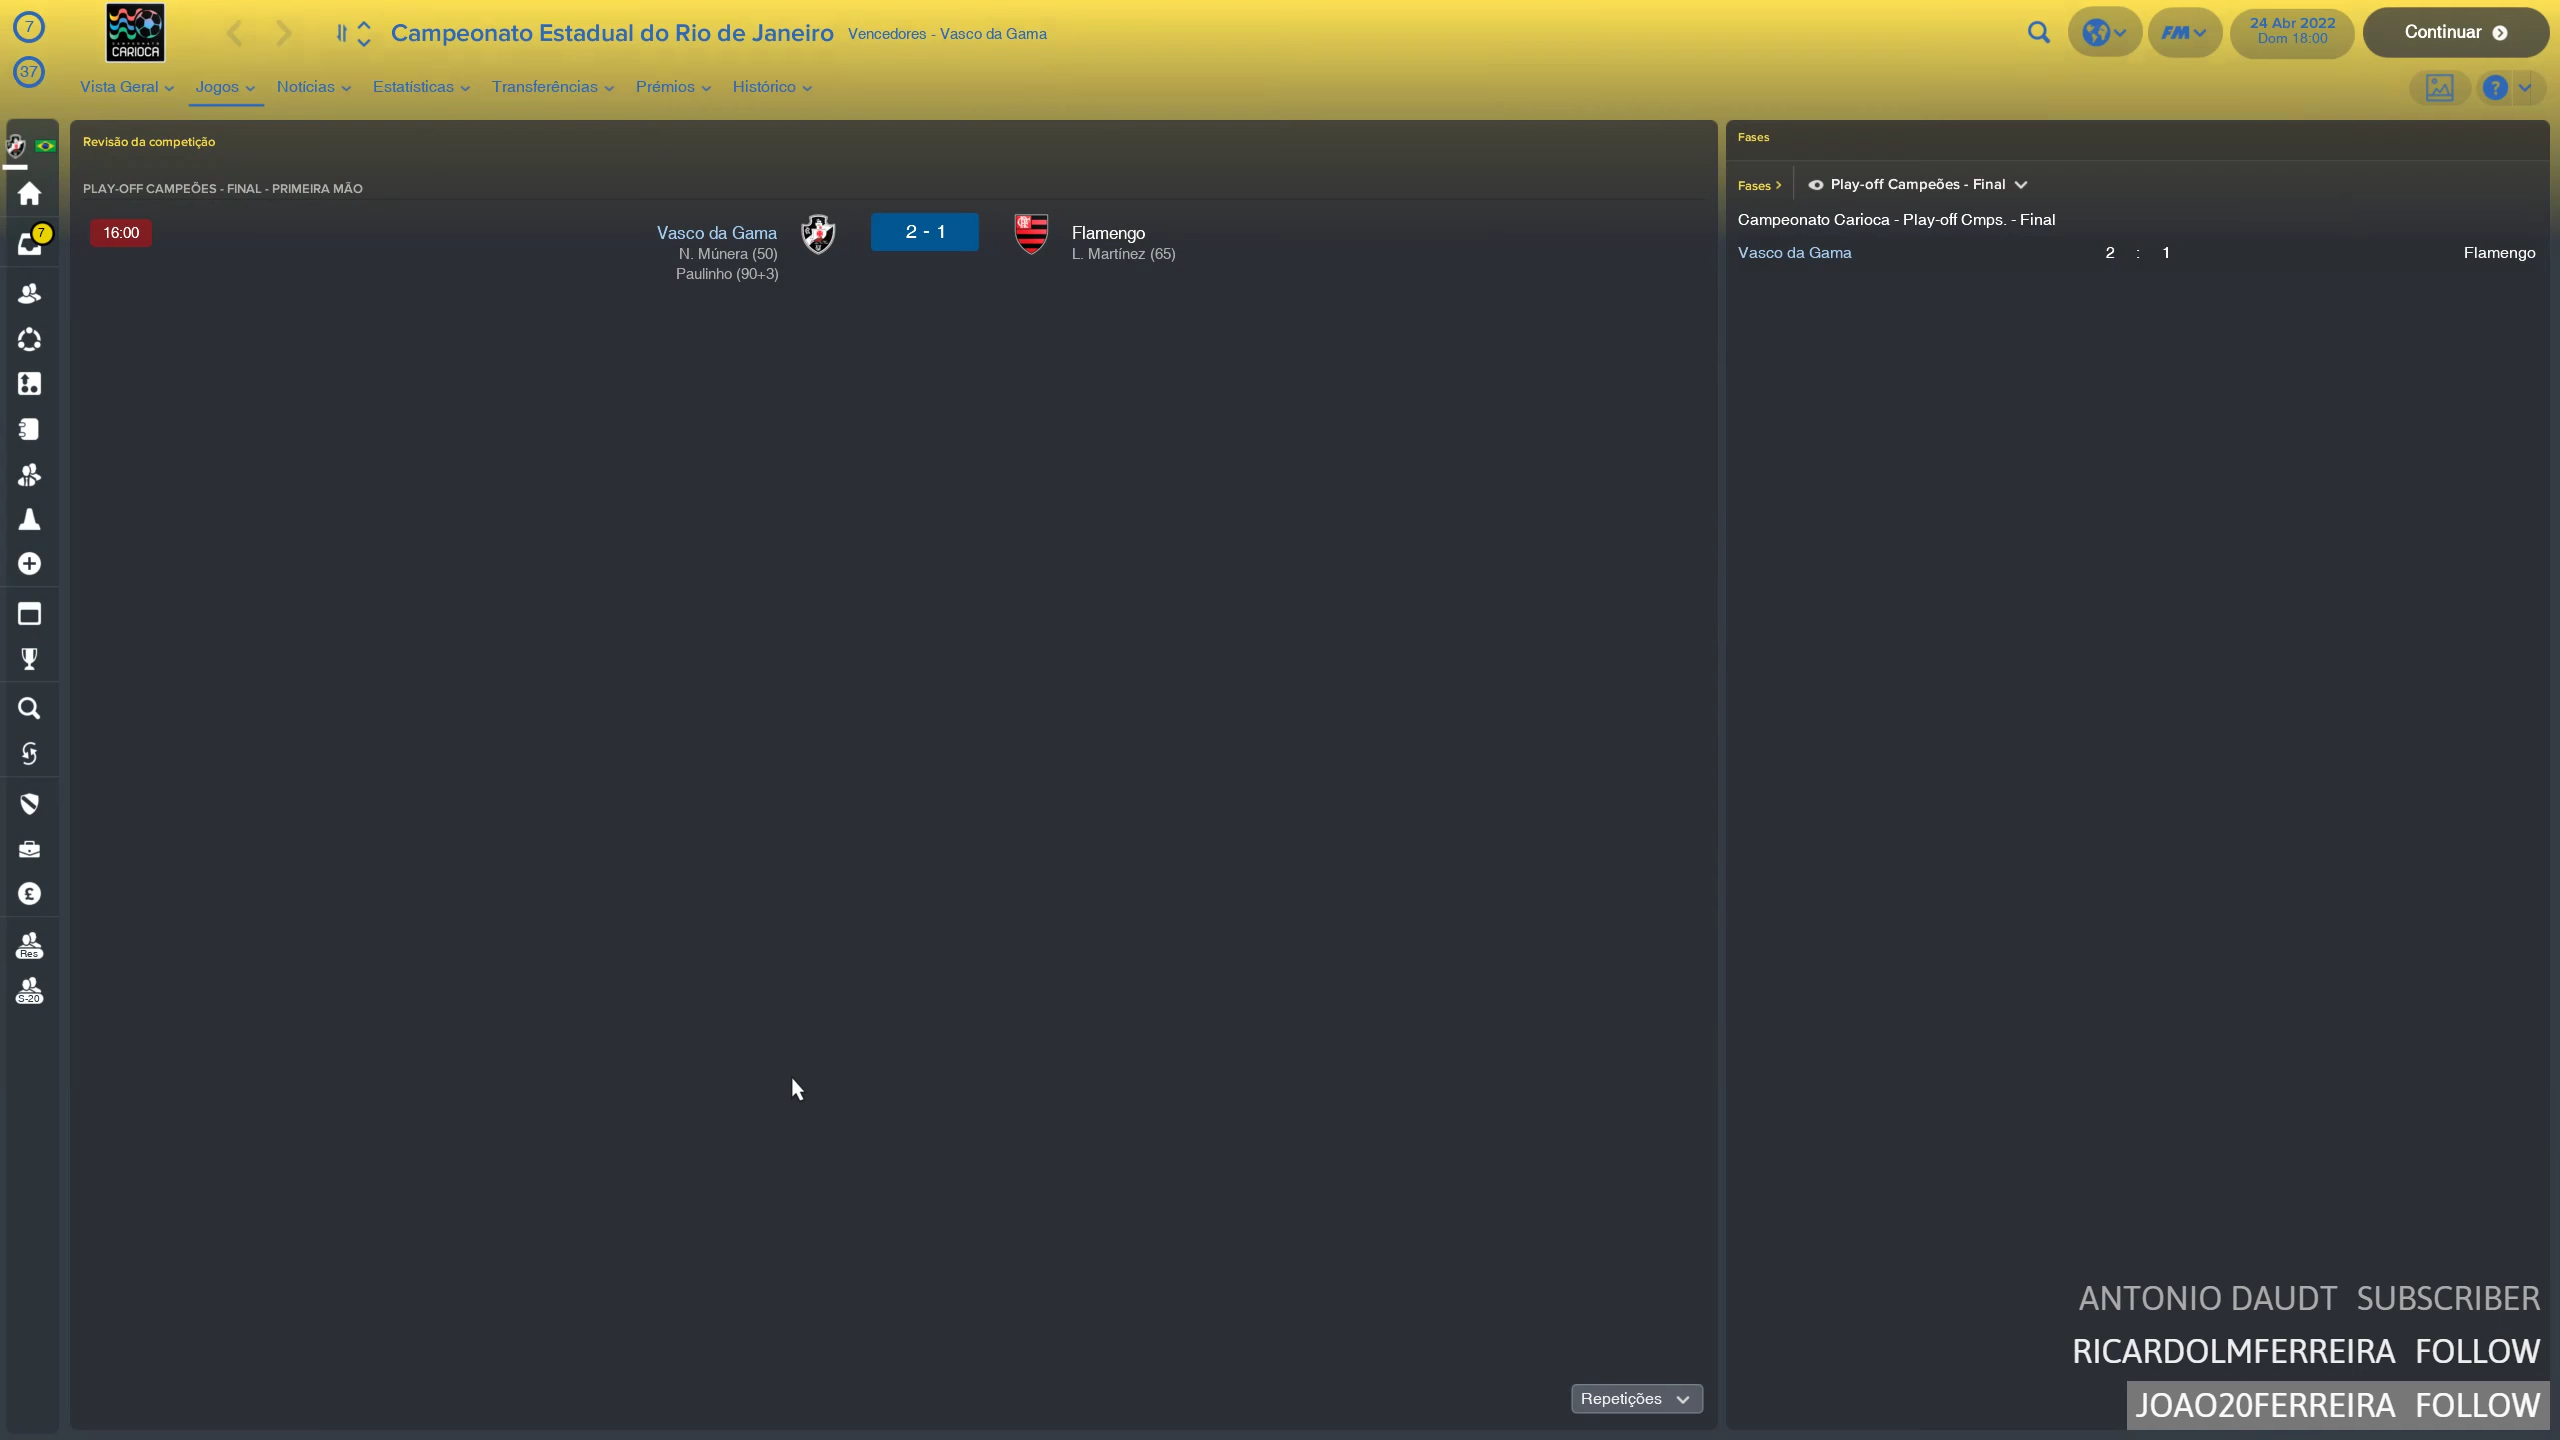 7
37
CAMPEONATO
CARIOCA
Campeonato Estadual do Rio de Janeiro
Vencedores - Vasco da Gama
FM
24 Abr 2022
Dom 18:00
Continuar
Vista Geral
Jogos
Notícias
Estatísticas
Transferências
Prémios
Histórico
?
Revisão da competição
PLAY-OFF CAMPEÕES - FINAL - PRIMEIRA MÃO
16:00
Vasco da Gama
2 - 1
Flamengo
N. Múnera (50)
L. Martínez (65)
Paulinho (90+3)
Fases
Fases >
Play-off Campeões - Final
Campeonato Carioca - Play-off Cmps. - Final
Vasco da Gama 2 : 1 Flamengo
7
£
Res
S-20
Repetições
ANTONIO DAUDT SUBSCRIBER
RICARDOLMFERREIRA FOLLOW
JOAO20FERREIRA FOLLOW